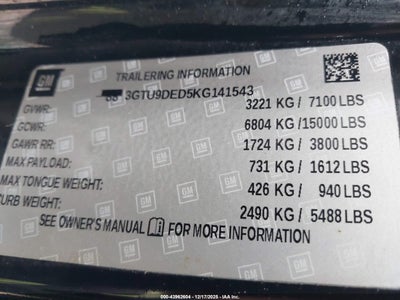 GM
TRAILERING INFORMATION
3GTU9DED5KG141543
GVWR: 3221 KG / 7100 LBS
GCWR: 6804 KG /15000 LBS
GAWR RR: 1724 KG / 3800 LBS
MAX PAYLOAD: 731 KG / 1612 LBS
MAX TONGUE WEIGHT: 426 KG / 940 LBS
CURB WEIGHT: 2490 KG / 5488 LBS
SEE OWNER'S MANUAL FOR MORE INFORMATION
000-43962604 - 12/17/2025 - IAA, Inc.